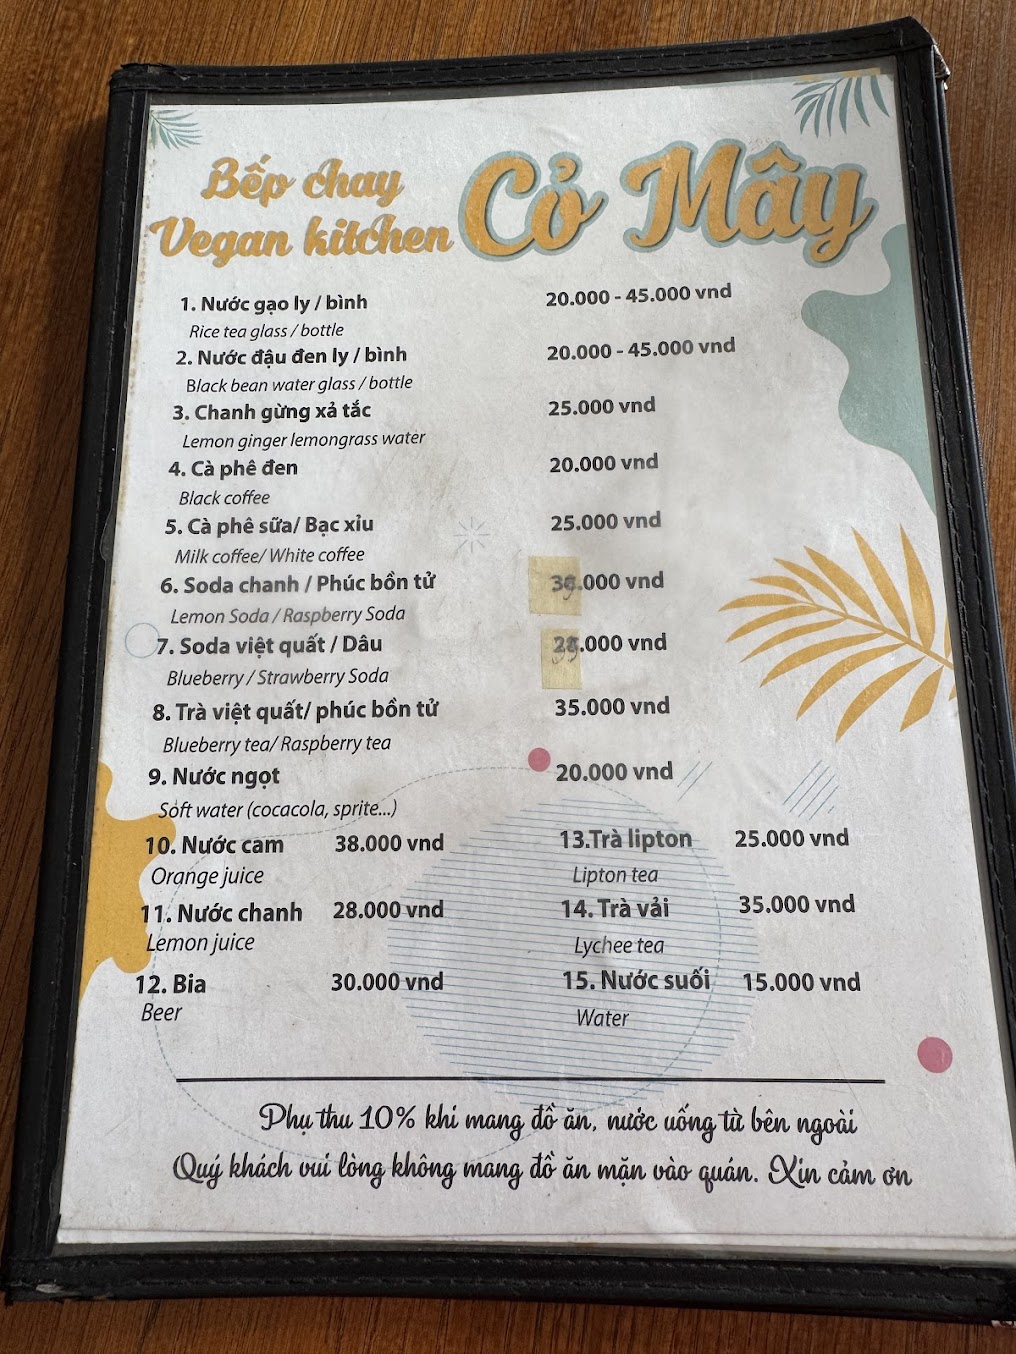 Bếp chay
Vegan kitchen
Cỏ Mây
1. Nước gạo ly / bình 20.000 - 45.000 vnd
Rice tea glass / bottle
2. Nước đậu đen ly / bình 20.000 - 45.000 vnd
Black bean water glass / bottle
3. Chanh gừng xả tắc 25.000 vnd
Lemon ginger lemongrass water
4. Cà phê đen 20.000 vnd
Black coffee
5. Cà phê sữa/ Bạc xỉu 25.000 vnd
Milk coffee/ White coffee
6. Soda chanh / Phúc bồn tử .000 vnd
Lemon Soda / Raspberry Soda
7. Soda việt quất / Dâu .000 vnd
Blueberry / Strawberry Soda
8. Trà việt quất/ phúc bồn tử 35.000 vnd
Blueberry tea/ Raspberry tea
9. Nước ngọt 20.000 vnd
Soft water (cocacola, sprite...)
10. Nước cam 38.000 vnd
Orange juice
11. Nước chanh 28.000 vnd
Lemon juice
12. Bia 30.000 vnd
Beer
13.Trà lipton 25.000 vnd
Lipton tea
14. Trà vải 35.000 vnd
Lychee tea
15. Nước suối 15.000 vnd
Water
Phụ thu 10% khi mang đồ ăn, nước uống từ bên ngoài
Quý khách vui lòng không mang đồ ăn mặn vào quán. Xin cảm ơn